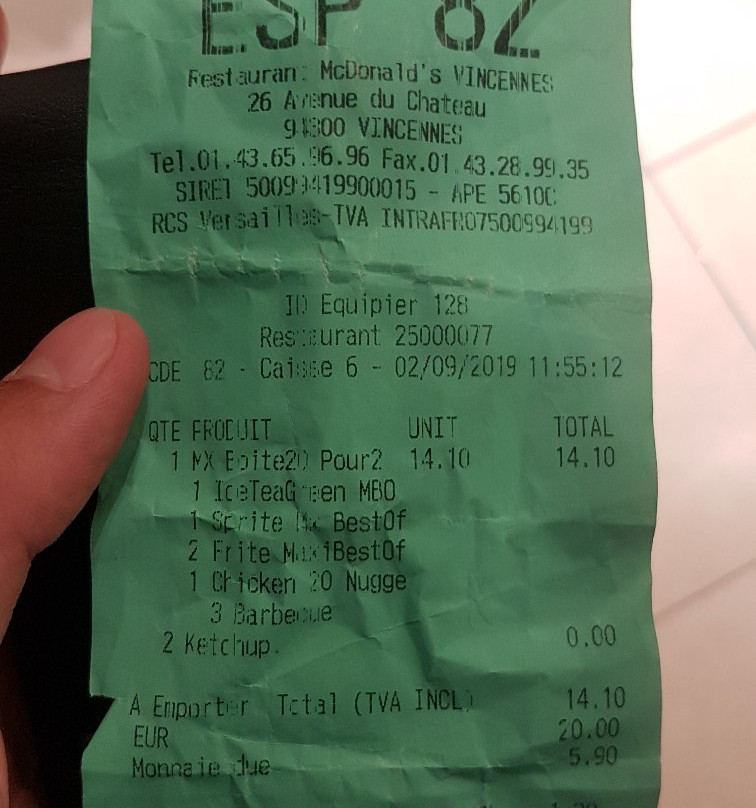 ESP 82
Restaurant McDonald's VINCENNES
26 Avenue du Chateau
94300 VINCENNES
Tel.01.43.65.96.96 Fax.01.43.28.99.35
SIRET 50099419900015 - APE 5610C
RCS Versailles-TVA INTRAFR07500994199
ID Equipier 128
Restaurant 25000077
CDE 82 - Caisse 6 - 02/09/2019 11:55:12
QTE PRODUIT UNIT TOTAL
1 MX Boite20 Pour2 14.10 14.10
1 IceTeaGreen MBO
1 Sprite Mx BestOf
2 Frite MaxiBestOf
1 Chicken 20 Nugge
3 Barbecue
2 Ketchup. 0.00
A Emporter Total (TVA INCL) 14.10
EUR 20.00
Monnaie due 5.90